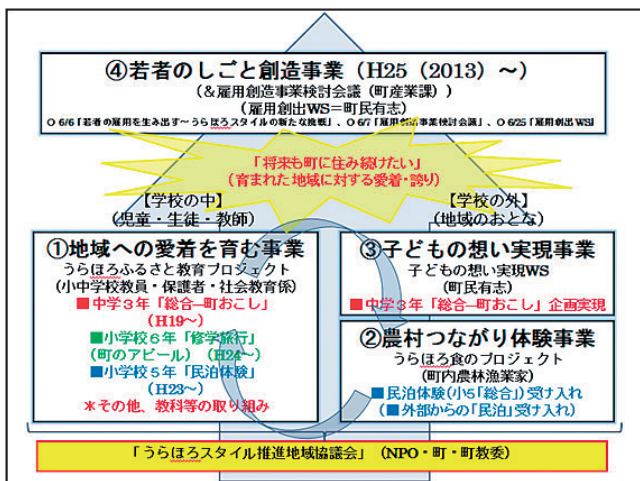 ④若者のしごと創造事業（H25（2013）～）
（＆雇用創造事業検討会議（町産業課））
（雇用創出WS＝町民有志）
○ 6/6「若者の雇用を生み出す～うらほろスタイルの新たな挑戦」、○ 6/7「雇用創造事業検討会議」、○ 6/25「雇用創出WS」
「将来も町に住み続けたい」
（育まれた地域に対する愛着・誇り）
【学校の中】
（児童・生徒・教師）
【学校の外】
（地域のおとな）
①地域への愛着を育む事業
うらほろふるさと教育プロジェクト
（小中学校教員・保護者・社会教育係）
■中学３年「総合―町おこし」
（H19～）
■小学校６年「修学旅行」
（町のアピール）（H24～）
■小学校５年「民泊体験」
（H23～）
＊その他、教科等の取り組み
③子どもの想い実現事業
子どもの想い実現WS
（町民有志）
■中学３年「総合―町おこし」企画実現
②農村つながり体験事業
うらほろ食のプロジェクト
（町内農林漁業家）
■民泊体験（小5「総合」）受け入れ
（■外部からの「民泊」受け入れ）
「うらほろスタイル推進地域協議会」（NPO・町・町教委）